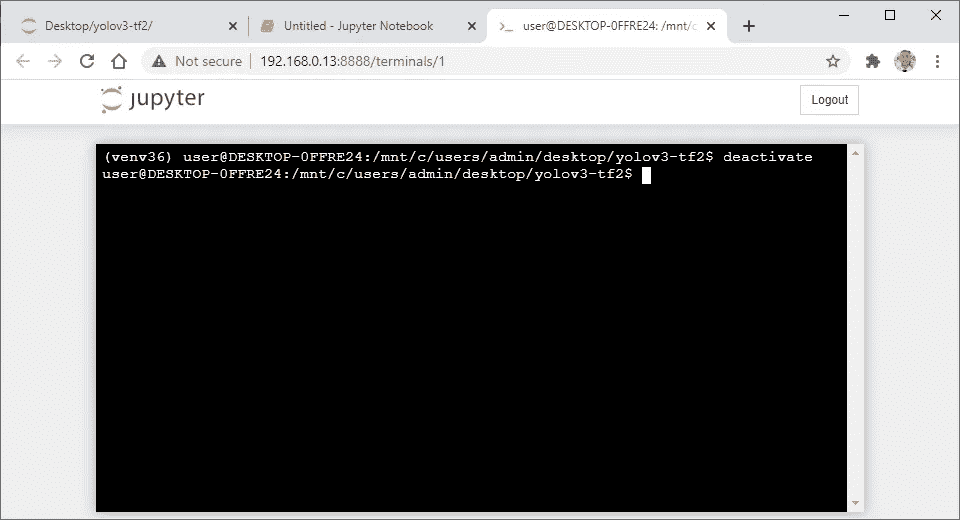 Desktop/yolov3-tf2/
Untitled - Jupyter Notebook
user@DESKTOP-0FFRE24: /mnt/c
Not secure
192.168.0.13:8888/terminals/1
jupyter
Logout
(venv36) user@DESKTOP-0FFRE24:/mnt/c/users/admin/desktop/yolov3-tf2$ deactivate
user@DESKTOP-0FFRE24:/mnt/c/users/admin/desktop/yolov3-tf2$